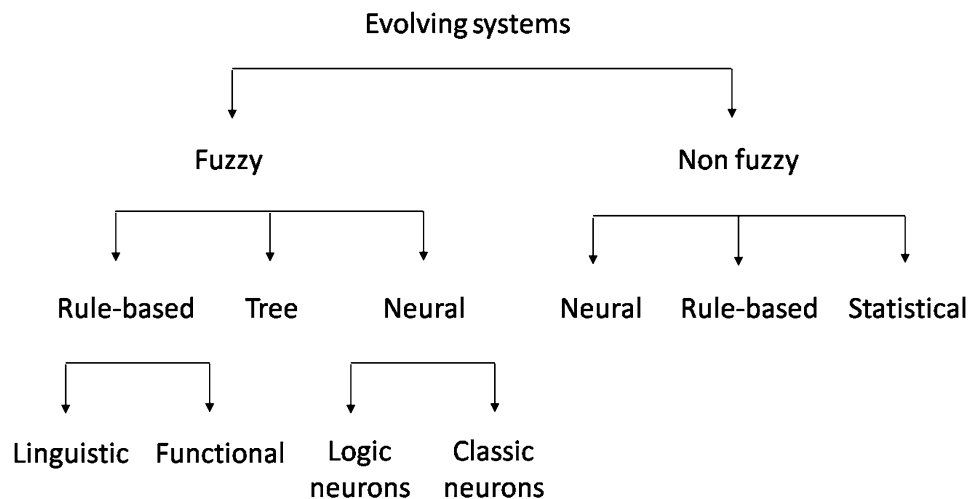 Evolving systems
Fuzzy
Non fuzzy
Rule-based
Tree
Neural
Neural
Rule-based
Statistical
Linguistic
Functional
Logic
neurons
Classic
neurons